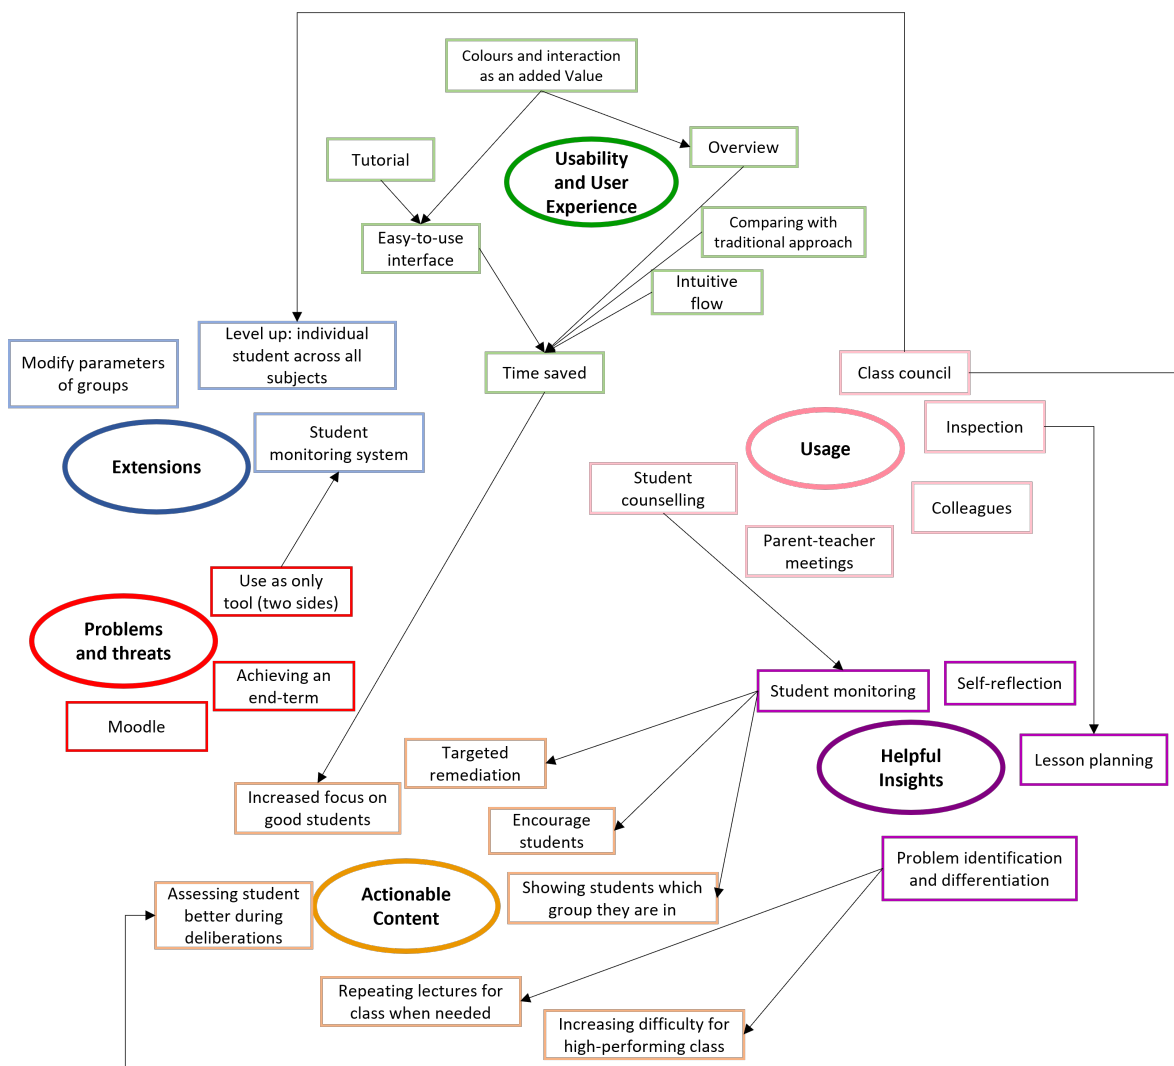 Colours and interaction
as an added Value
Tutorial
Usability
and User
Experience
Overview
Easy-to-use
interface
Comparing with
traditional approach
Intuitive
flow
Level up: individual
student across all
subjects
Modify parameters
of groups
Time saved
Class council
Extensions
Student
monitoring system
Usage
Inspection
Student
counselling
Colleagues
Parent-teacher
meetings
Use as only
tool (two sides)
Problems
and threats
Achieving an
end-term
Moodle
Student monitoring
Self-reflection
Targeted
remediation
Helpful
Insights
Lesson planning
Increased focus on
good students
Encourage
students
Problem identification
and differentiation
Assessing student
better during
deliberations
Actionable
Content
Showing students which
group they are in
Repeating lectures for
class when needed
Increasing difficulty for
high-performing class